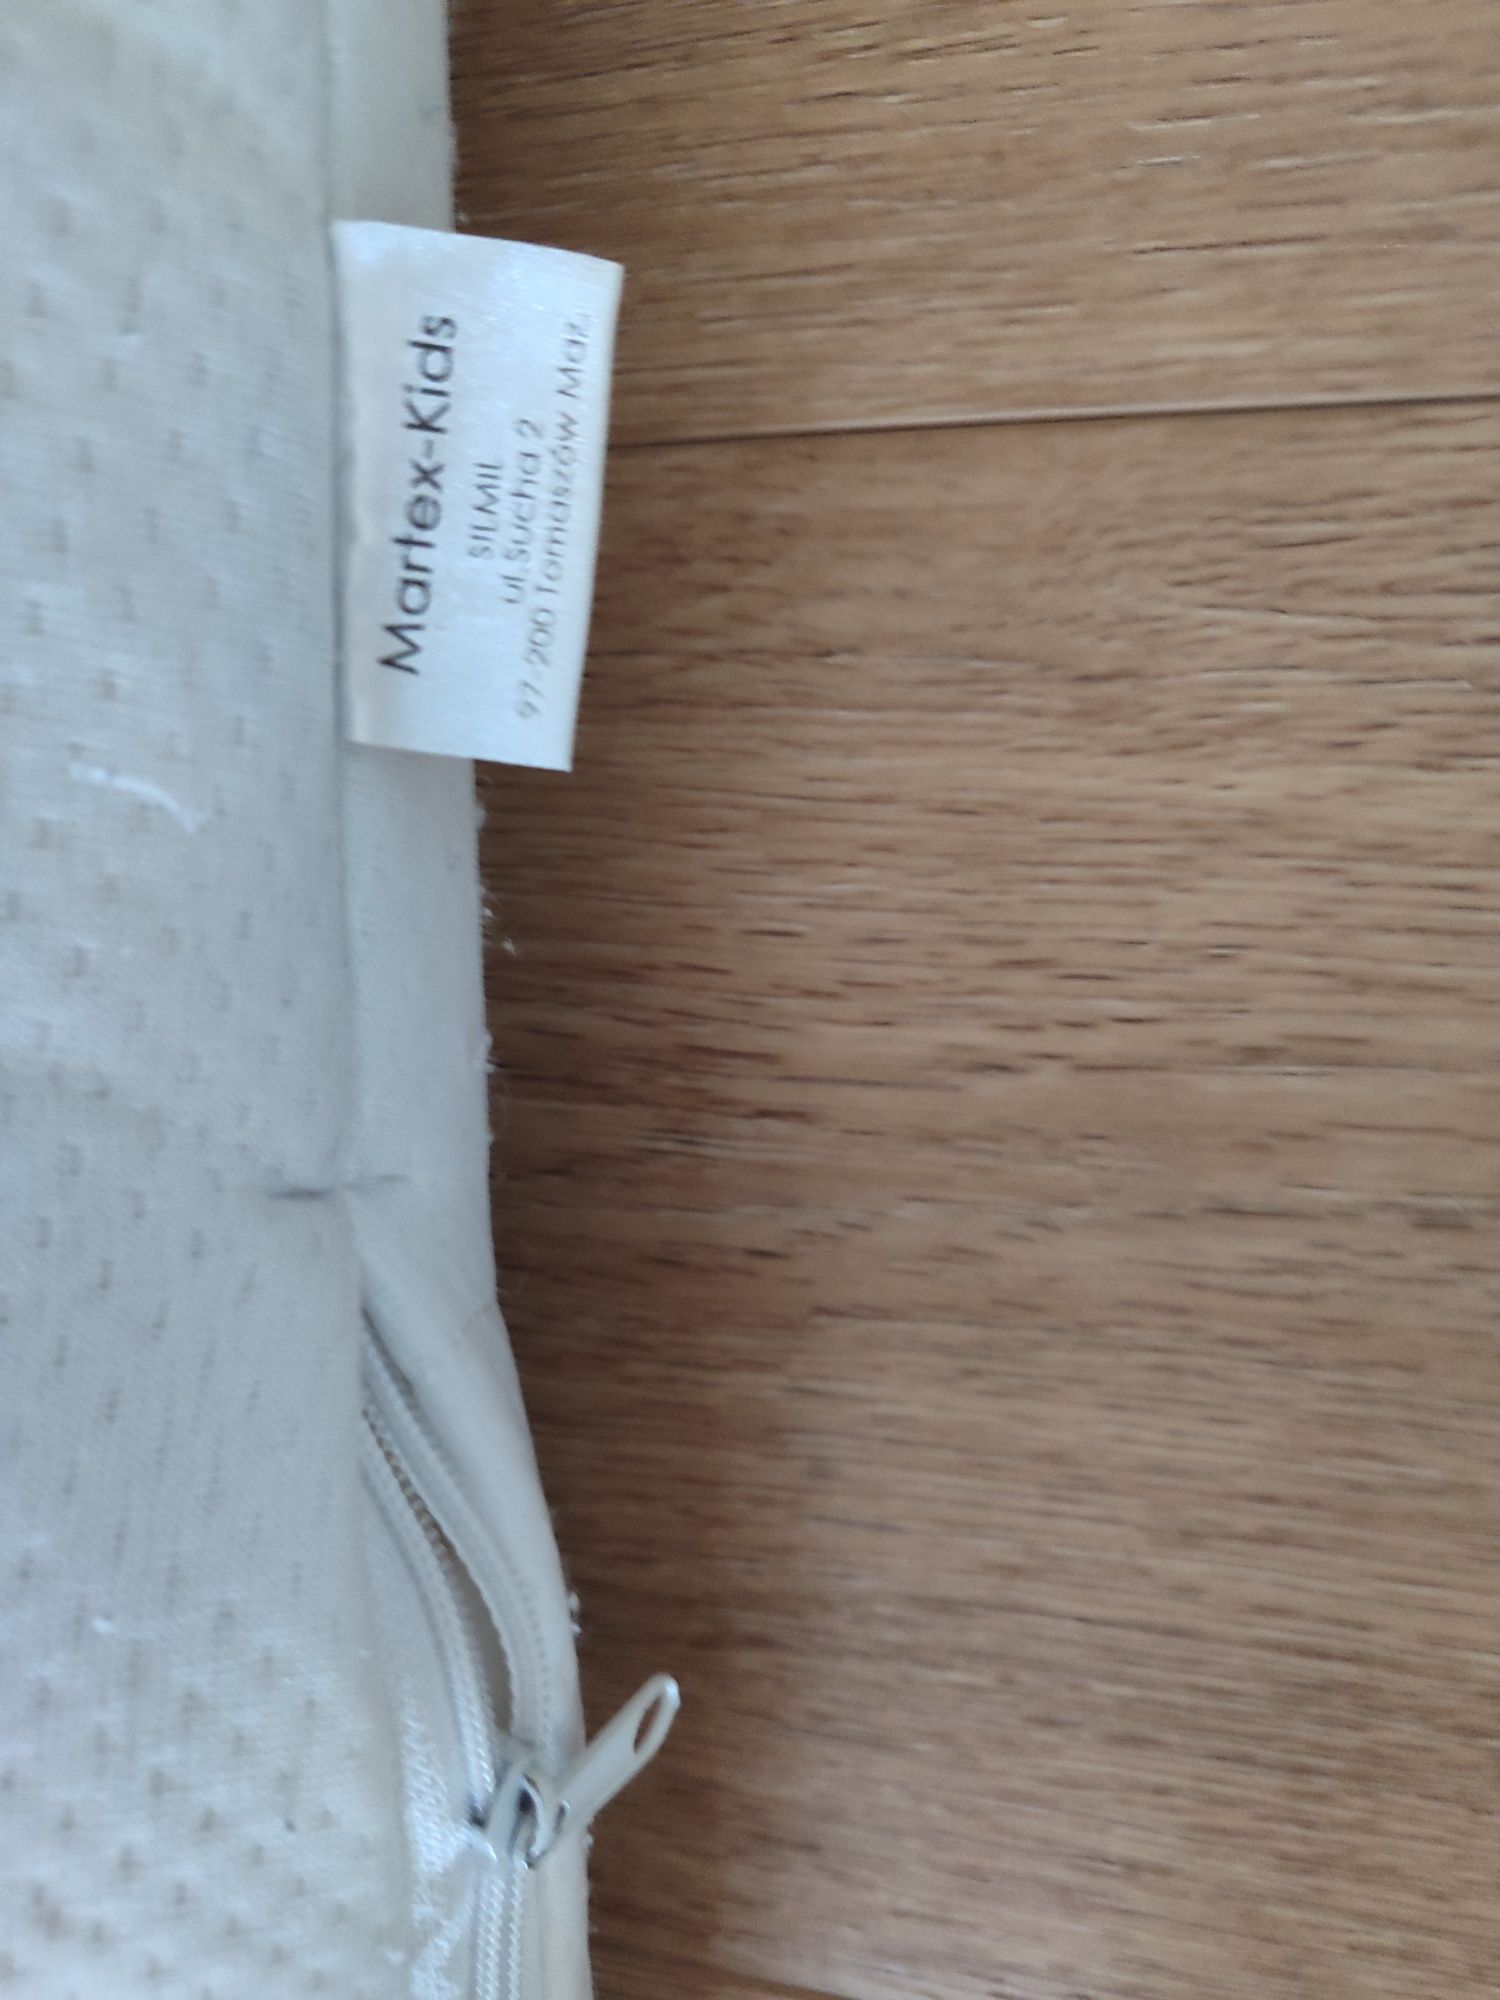 Martex-Kids
SILMIL
ul.Sucha 2
97-200 Tomaszów Maz.